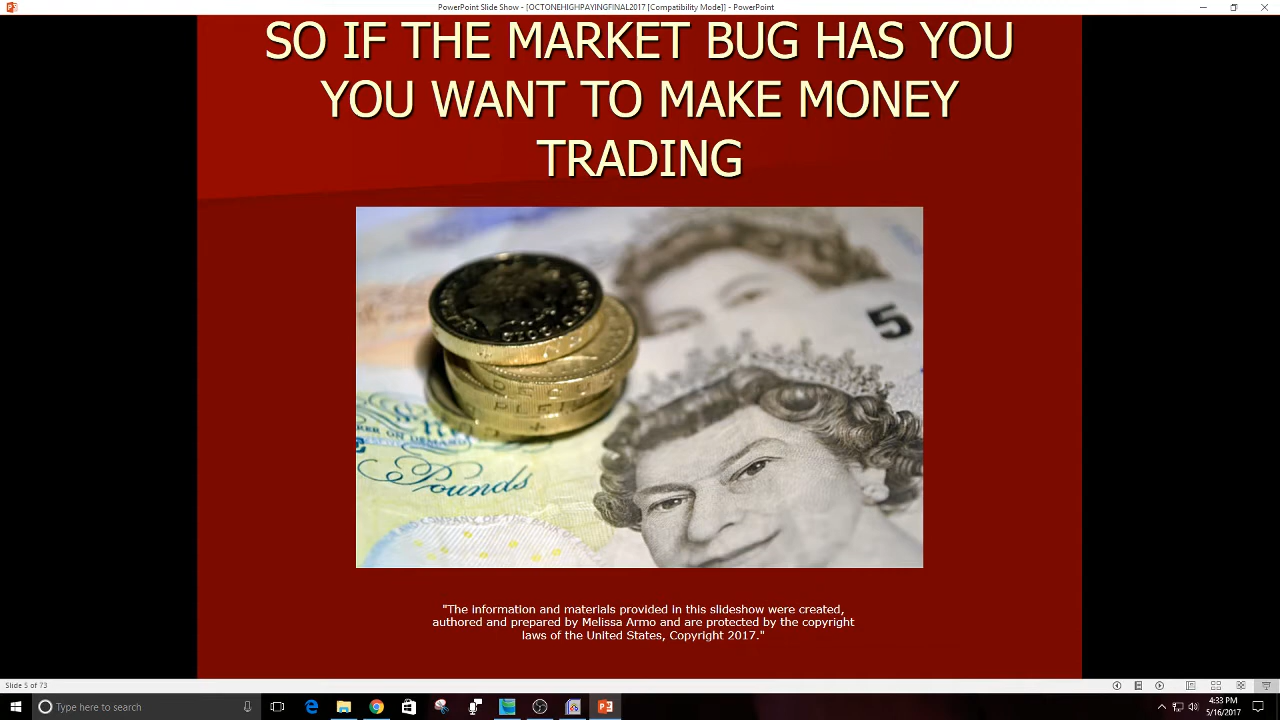 PowerPoint Slide Show - [OCTONEHIGHPAYINGFINAL2017 [Compatibility Mode]] - PowerPoint
SO IF THE MARKET BUG HAS YOU
YOU WANT TO MAKE MONEY
TRADING
5
Pounds
"The information and materials provided in this slideshow were created,
authored and prepared by Melissa Armo and are protected by the copyright
laws of the United States, Copyright 2017."
Slide 5 of 73
Type here to search
4:33 PM
5/16/2017